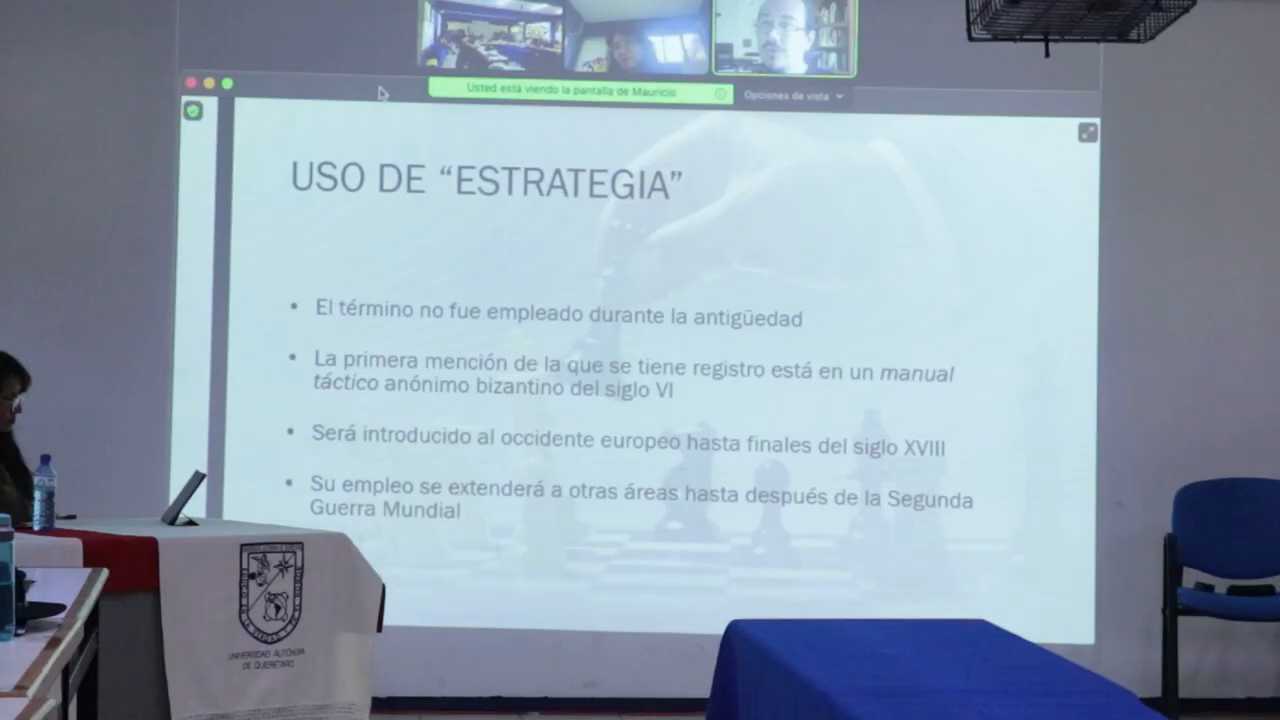 Usted está viendo la pantalla de Mauricio
Opciones de vista
USO DE “ESTRATEGIA”
• El término no fue empleado durante la antigüedad
• La primera mención de la que se tiene registro está en un manual
táctico anónimo bizantino del siglo VI
• Será introducido al occidente europeo hasta finales del siglo XVIII
• Su empleo se extenderá a otras áreas hasta después de la Segunda
Guerra Mundial
UNIVERSIDAD AUTÓNOMA
DE QUERÉTARO